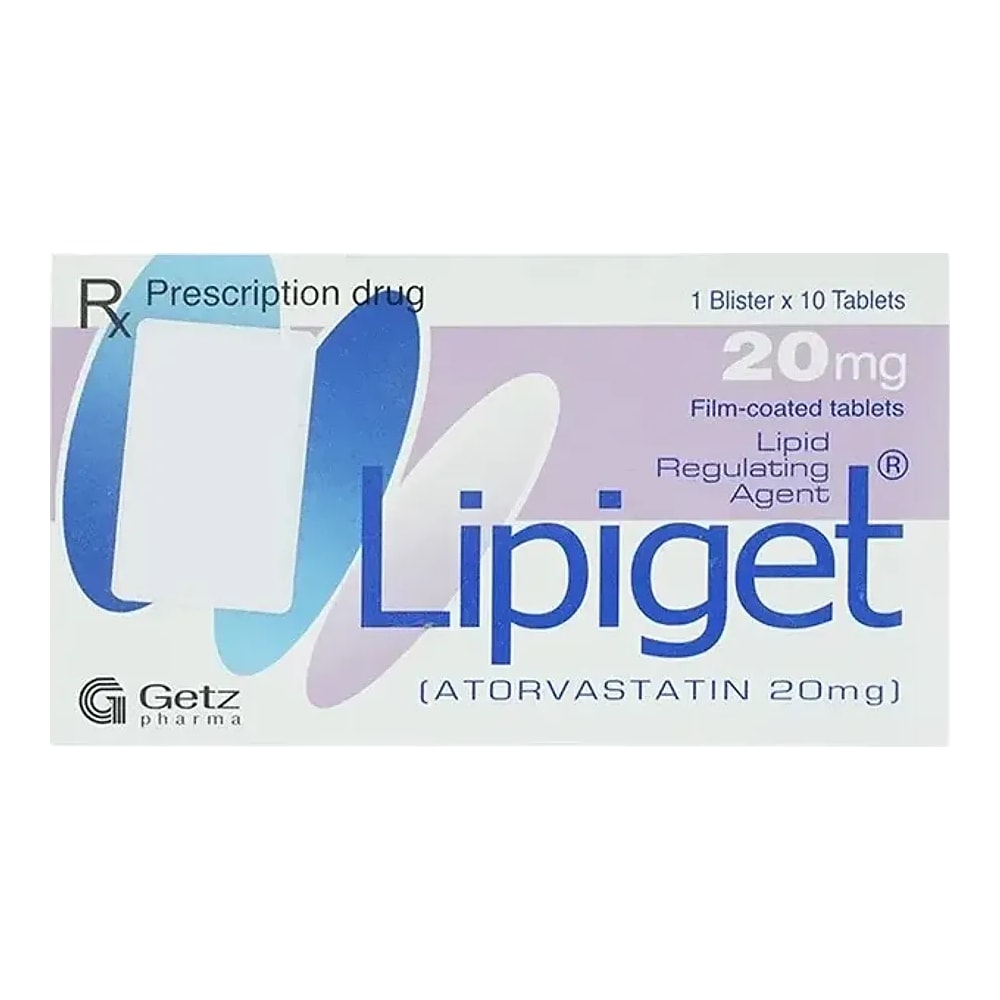 Rx Prescription drug
1 Blister x 10 Tablets
20mg
Film-coated tablets
Lipid
Regulating
Agent
Lipiget®
(ATORVASTATIN 20mg)
G Getz
pharma